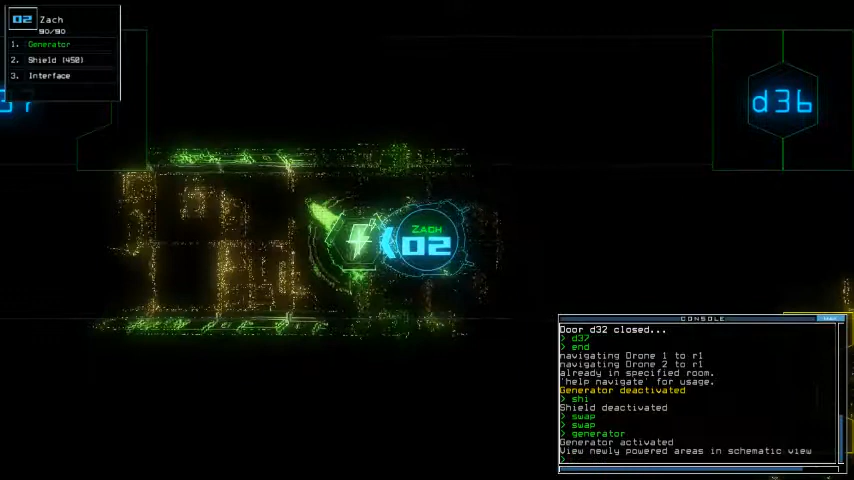 02 Zach
90/90
1. Generator
2. Shield (450)
3. Interface
d36
Zach
02
CONSOLE
Door d32 closed...
> d37
> end
navigating Drone 1 to r1
navigating Drone 2 to r1
already in specified room.
'help navigate' for usage.
Generator deactivated
> shi
Shield deactivated
> swap
> swap
> generator
Generator activated
View newly powered areas in schematic view
>